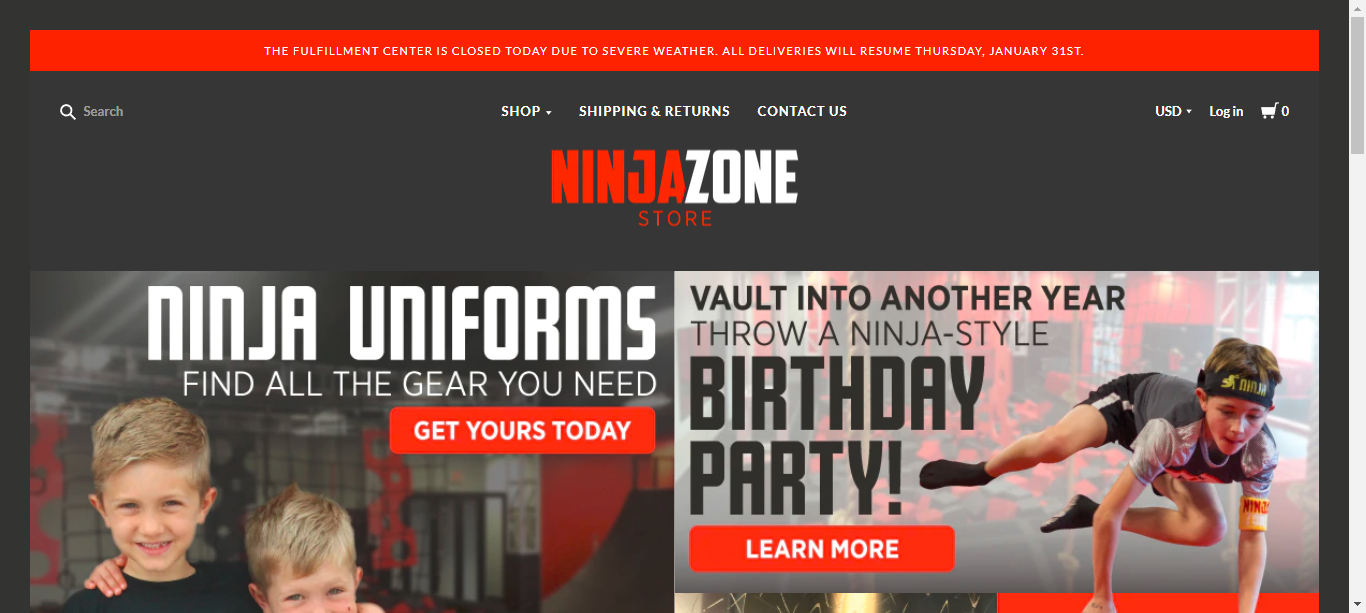 THE FULFILLMENT CENTER IS CLOSED TODAY DUE TO SEVERE WEATHER. ALL DELIVERIES WILL RESUME THURSDAY, JANUARY 31ST.
Search
SHOP
SHIPPING & RETURNS
CONTACT US
USD
Log in
0
NINJAZONE
STORE
NINJA UNIFORMS
FIND ALL THE GEAR YOU NEED
GET YOURS TODAY
VAULT INTO ANOTHER YEAR
THROW A NINJA-STYLE
BIRTHDAY
PARTY!
LEARN MORE
NINJA
NINJ